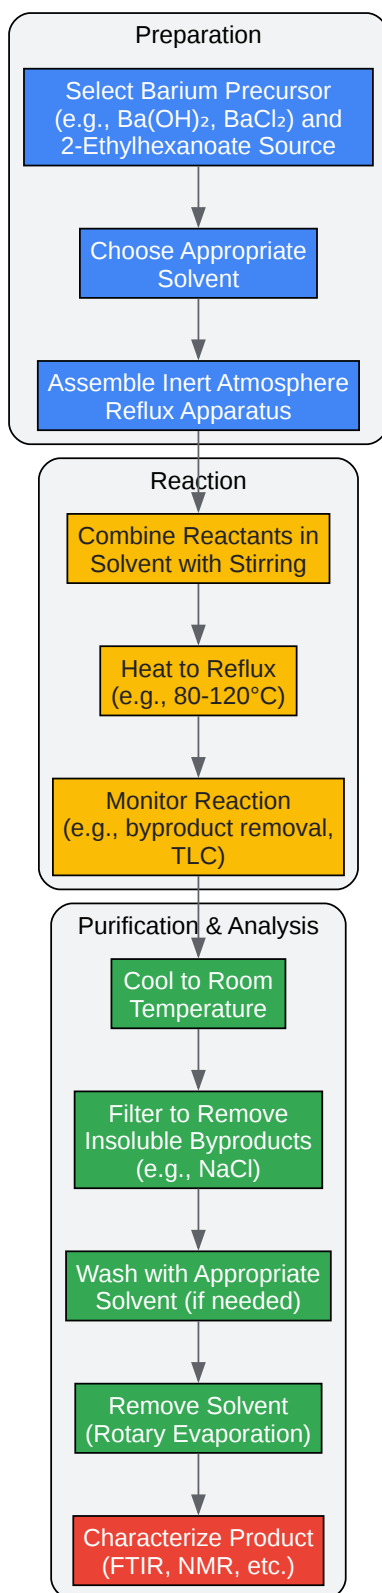 Preparation
Select Barium Precursor
(e.g., Ba(OH)₂, BaCl₂) and
2-Ethylhexanoate Source
Choose Appropriate
Solvent
Assemble Inert Atmosphere
Reflux Apparatus
Reaction
Combine Reactants in
Solvent with Stirring
Heat to Reflux
(e.g., 80-120°C)
Monitor Reaction
(e.g., byproduct removal,
TLC)
Purification & Analysis
Cool to Room
Temperature
Filter to Remove
Insoluble Byproducts
(e.g., NaCl)
Wash with Appropriate
Solvent (if needed)
Remove Solvent
(Rotary Evaporation)
Characterize Product
(FTIR, NMR, etc.)